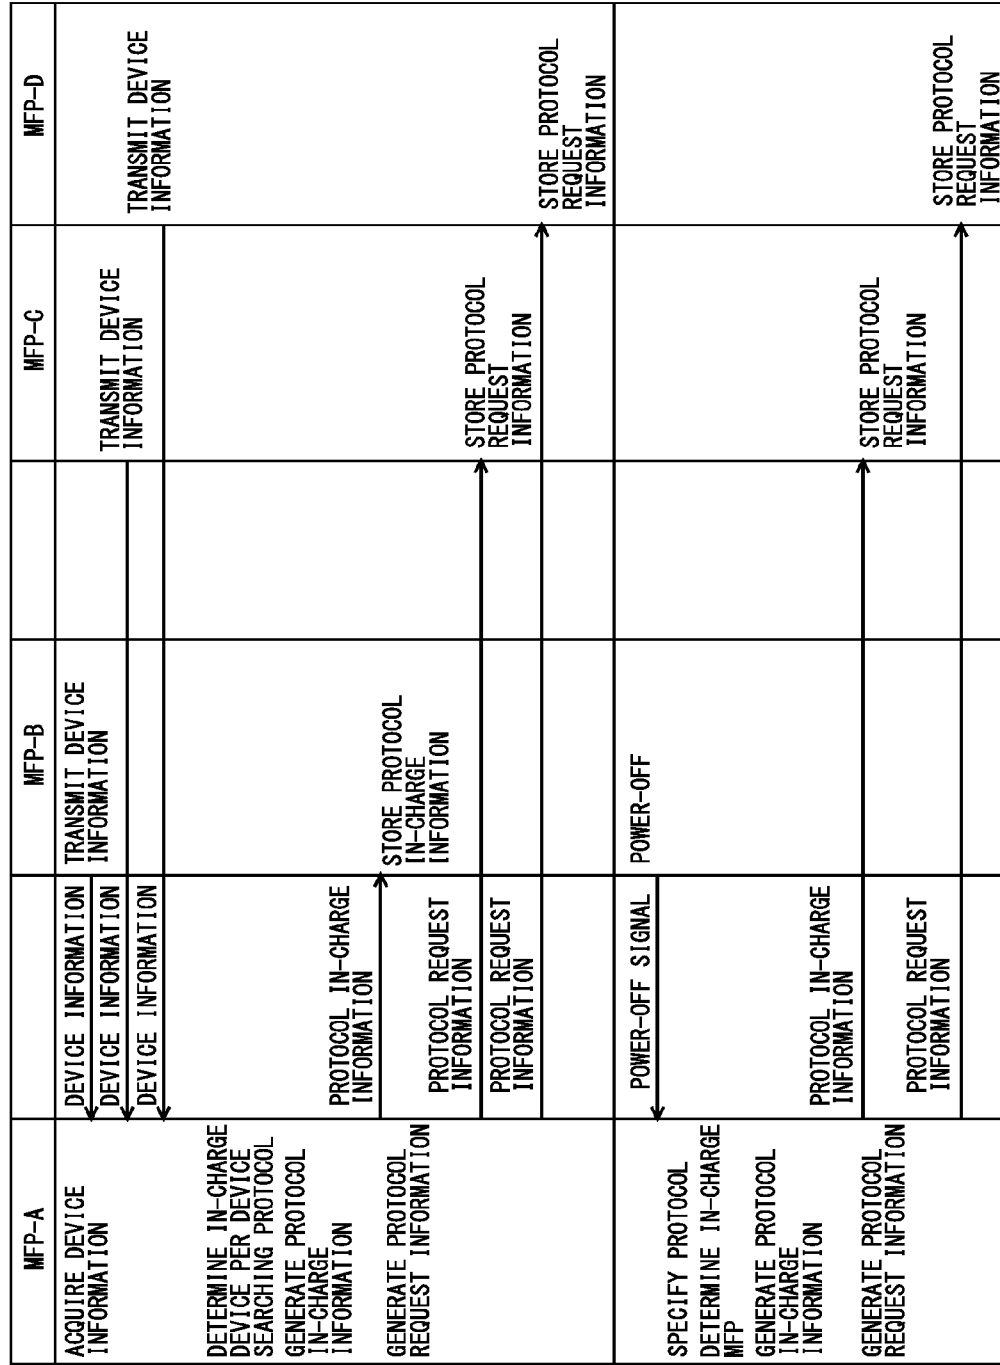 MFP-A
MFP-B
MFP-C
MFP-D
ACQUIRE DEVICE
INFORMATION
DEVICE INFORMATION
TRANSMIT DEVICE
INFORMATION
DEVICE INFORMATION
TRANSMIT DEVICE
INFORMATION
DEVICE INFORMATION
TRANSMIT DEVICE
INFORMATION
DETERMINE IN-CHARGE
DEVICE PER DEVICE
SEARCHING PROTOCOL
GENERATE PROTOCOL
IN-CHARGE
INFORMATION
PROTOCOL IN-CHARGE
INFORMATION
STORE PROTOCOL
IN-CHARGE
INFORMATION
GENERATE PROTOCOL
REQUEST INFORMATION
PROTOCOL REQUEST
INFORMATION
STORE PROTOCOL
REQUEST
INFORMATION
PROTOCOL REQUEST
INFORMATION
STORE PROTOCOL
REQUEST
INFORMATION
POWER-OFF SIGNAL
POWER-OFF
SPECIFY PROTOCOL
DETERMINE IN-CHARGE
MFP
GENERATE PROTOCOL
IN-CHARGE
INFORMATION
PROTOCOL IN-CHARGE
INFORMATION
STORE PROTOCOL
REQUEST
INFORMATION
GENERATE PROTOCOL
REQUEST INFORMATION
PROTOCOL REQUEST
INFORMATION
STORE PROTOCOL
REQUEST
INFORMATION